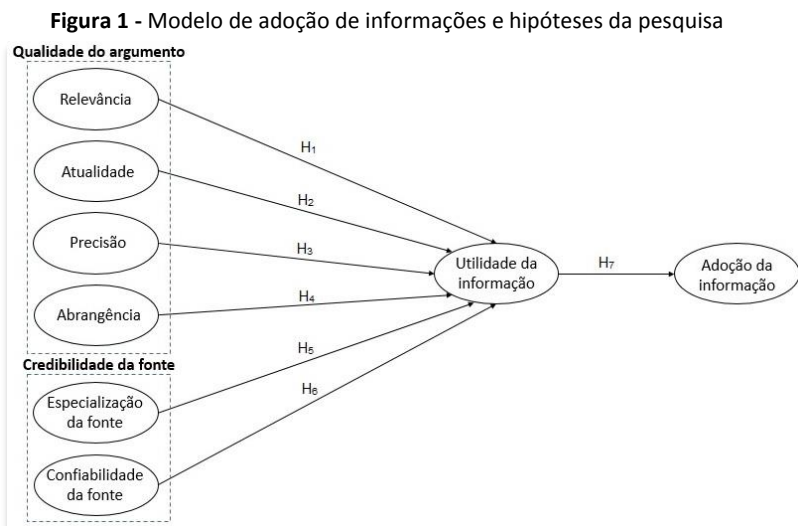 Figura 1 - Modelo de adoção de informações e hipóteses da pesquisa
Qualidade do argumento
Relevância
H₁
Atualidade
H₂
Precisão
H₃
Abrangência
H₄
Utilidade da
informação
H₇
Adoção da
informação
Credibilidade da fonte
H₅
Especialização
da fonte
H₆
Confiabilidade
da fonte